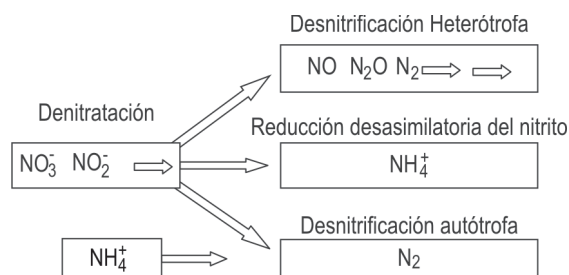 Desnitrificación Heterótrofa
NO N₂O N₂
Denitratación
Reducción desasimilatoria del nitrito
NO₃⁻ NO₂⁻
NH₄⁺
Desnitrificación autótrofa
NH₄⁺
N₂